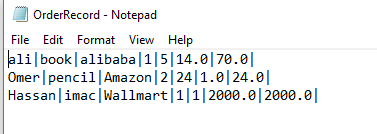 OrderRecord - Notepad
File Edit Format View Help
ali|book|alibaba|1|5|14.0|70.0|
Omer|pencil|Amazon|2|24|1.0|24.0|
Hassan|imac|Wallmart|1|1|2000.0|2000.0|